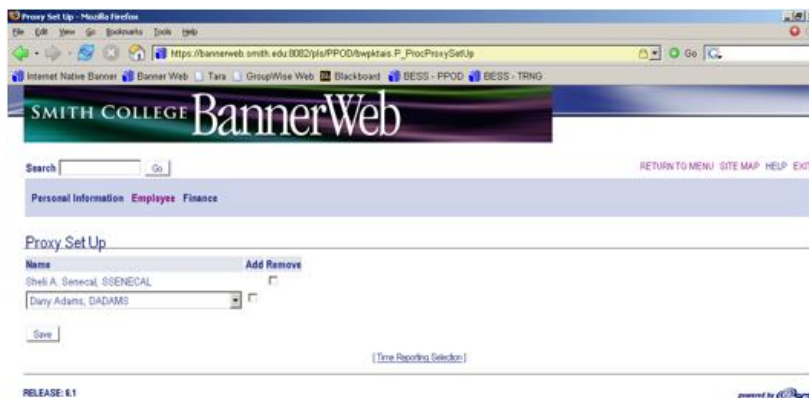 Proxy Set Up - Mozilla Firefox
File Edit View Go Bookmarks Tools Help
https://bannerweb.smith.edu:8082/pls/PPOD/bwpktais.P_ProcProxySetUp Go
Internet Native Banner Banner Web Tara GroupWise Web Blackboard BESS - PPOD BESS - TRNG
SMITH COLLEGE BannerWeb
Search Go RETURN TO MENU SITE MAP HELP EXIT
Personal Information Employee Finance
Proxy Set Up
Name Add Remove
Sheli A. Senecal, SSENECAL
Dany Adams, DADAMS
Save
[ Time Reporting Selection ]
RELEASE: 6.1 powered by